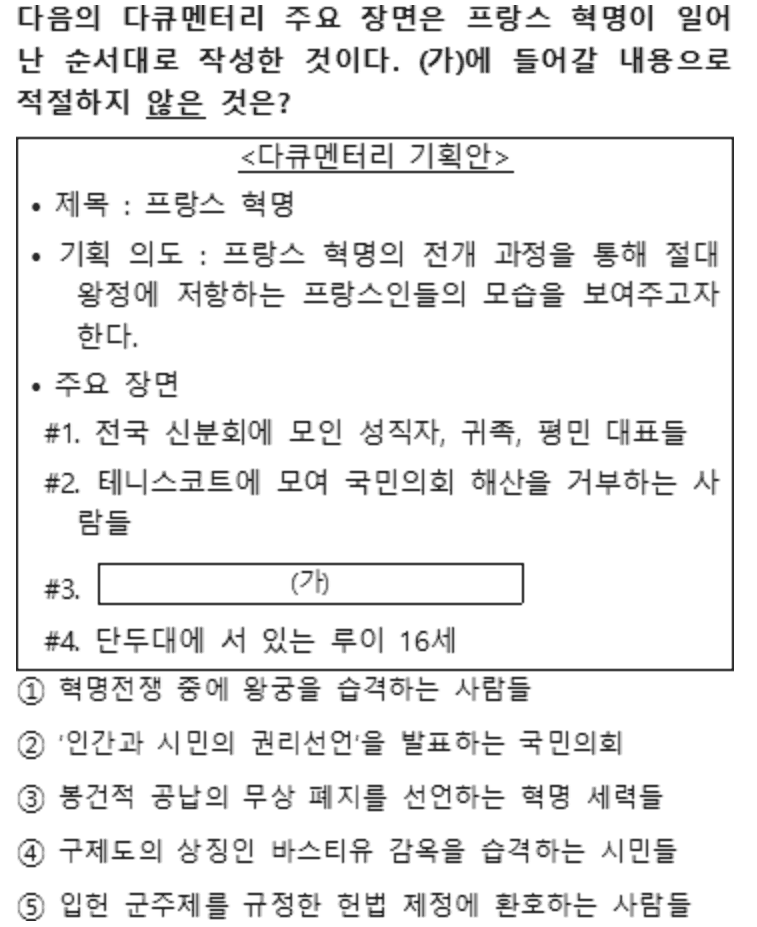 다음의 다큐멘터리 주요 장면은 프랑스 혁명이 일어
난 순서대로 작성한 것이다. (가)에 들어갈 내용으로
적절하지 않은 것은?
<다큐멘터리 기획안>
• 제목 : 프랑스 혁명
• 기획 의도 : 프랑스 혁명의 전개 과정을 통해 절대
왕정에 저항하는 프랑스인들의 모습을 보여주고자
한다.
• 주요 장면
#1. 전국 신분회에 모인 성직자, 귀족, 평민 대표들
#2. 테니스코트에 모여 국민의회 해산을 거부하는 사
람들
#3. (가)
#4. 단두대에 서 있는 루이 16세
① 혁명전쟁 중에 왕궁을 습격하는 사람들
② '인간과 시민의 권리선언'을 발표하는 국민의회
③ 봉건적 공납의 무상 폐지를 선언하는 혁명 세력들
④ 구제도의 상징인 바스티유 감옥을 습격하는 시민들
⑤ 입헌 군주제를 규정한 헌법 제정에 환호하는 사람들